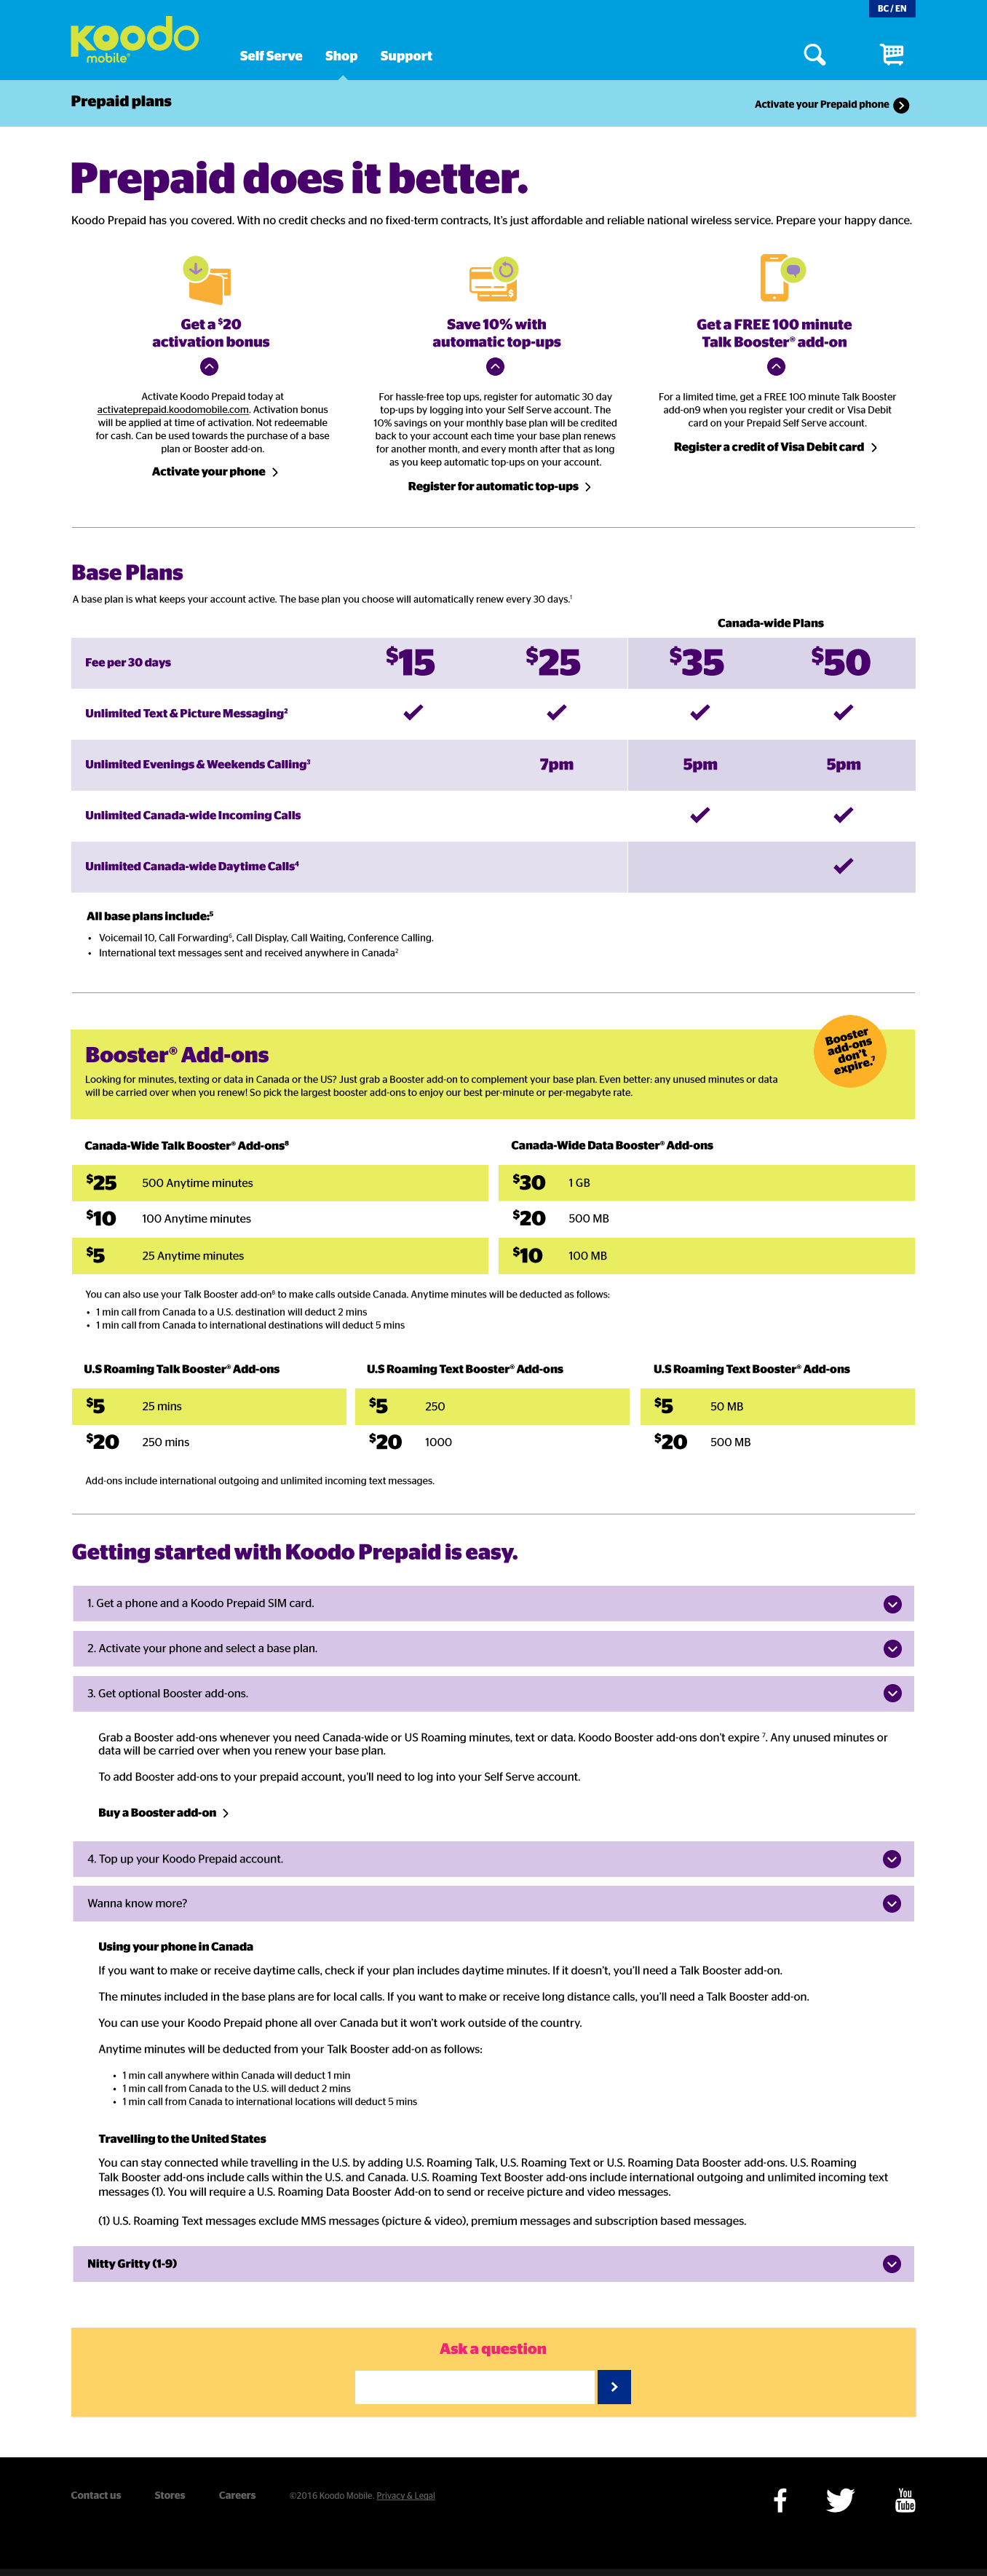 BC / EN
Koodo
mobile®
Self Serve
Shop
Support
Prepaid plans
Activate your Prepaid phone
Prepaid does it better.
Koodo Prepaid has you covered. With no credit checks and no fixed-term contracts, It's just affordable and reliable national wireless service. Prepare your happy dance.
Get a $20
activation bonus
Activate Koodo Prepaid today at
activateprepaid.koodomobile.com. Activation bonus
will be applied at time of activation. Not redeemable
for cash. Can be used towards the purchase of a base
plan or Booster add-on.
Activate your phone
Save 10% with
automatic top-ups
For hassle-free top ups, register for automatic 30 day
top-ups by logging into your Self Serve account. The
10% savings on your monthly base plan will be credited
back to your account each time your base plan renews
for another month, and every month after that as long
as you keep automatic top-ups on your account.
Register for automatic top-ups
Get a FREE 100 minute
Talk Booster® add-on
For a limited time, get a FREE 100 minute Talk Booster
add-on9 when you register your credit or Visa Debit
card on your Prepaid Self Serve account.
Register a credit of Visa Debit card
Base Plans
A base plan is what keeps your account active. The base plan you choose will automatically renew every 30 days.1
Canada-wide Plans
Fee per 30 days $15 $25 $35 $50
Unlimited Text & Picture Messaging2
Unlimited Evenings & Weekends Calling3 7pm 5pm 5pm
Unlimited Canada-wide Incoming Calls
Unlimited Canada-wide Daytime Calls4
All base plans include:5
• Voicemail 10, Call Forwarding6, Call Display, Call Waiting, Conference Calling.
• International text messages sent and received anywhere in Canada2
Booster® Add-ons
Looking for minutes, texting or data in Canada or the US? Just grab a Booster add-on to complement your base plan. Even better: any unused minutes or data
will be carried over when you renew! So pick the largest booster add-ons to enjoy our best per-minute or per-megabyte rate.
Booster
add-ons
don't
expire.7
Canada-Wide Talk Booster® Add-ons8
$25 500 Anytime minutes
$10 100 Anytime minutes
$5 25 Anytime minutes
Canada-Wide Data Booster® Add-ons
$30 1 GB
$20 500 MB
$10 100 MB
You can also use your Talk Booster add-on8 to make calls outside Canada. Anytime minutes will be deducted as follows:
• 1 min call from Canada to a U.S. destination will deduct 2 mins
• 1 min call from Canada to international destinations will deduct 5 mins
U.S Roaming Talk Booster® Add-ons
$5 25 mins
$20 250 mins
U.S Roaming Text Booster® Add-ons
$5 250
$20 1000
U.S Roaming Text Booster® Add-ons
$5 50 MB
$20 500 MB
Add-ons include international outgoing and unlimited incoming text messages.
Getting started with Koodo Prepaid is easy.
1. Get a phone and a Koodo Prepaid SIM card.
2. Activate your phone and select a base plan.
3. Get optional Booster add-ons.
Grab a Booster add-ons whenever you need Canada-wide or US Roaming minutes, text or data. Koodo Booster add-ons don't expire 7. Any unused minutes or
data will be carried over when you renew your base plan.
To add Booster add-ons to your prepaid account, you'll need to log into your Self Serve account.
Buy a Booster add-on
4. Top up your Koodo Prepaid account.
Wanna know more?
Using your phone in Canada
If you want to make or receive daytime calls, check if your plan includes daytime minutes. If it doesn't, you'll need a Talk Booster add-on.
The minutes included in the base plans are for local calls. If you want to make or receive long distance calls, you'll need a Talk Booster add-on.
You can use your Koodo Prepaid phone all over Canada but it won't work outside of the country.
Anytime minutes will be deducted from your Talk Booster add-on as follows:
• 1 min call anywhere within Canada will deduct 1 min
• 1 min call from Canada to the U.S. will deduct 2 mins
• 1 min call from Canada to international locations will deduct 5 mins
Travelling to the United States
You can stay connected while travelling in the U.S. by adding U.S. Roaming Talk, U.S. Roaming Text or U.S. Roaming Data Booster add-ons. U.S. Roaming
Talk Booster add-ons include calls within the U.S. and Canada. U.S. Roaming Text Booster add-ons include international outgoing and unlimited incoming text
messages (1). You will require a U.S. Roaming Data Booster Add-on to send or receive picture and video messages.
(1) U.S. Roaming Text messages exclude MMS messages (picture & video), premium messages and subscription based messages.
Nitty Gritty (1-9)
Ask a question
Contact us
Stores
Careers
©2016 Koodo Mobile. Privacy & Legal
You
Tube